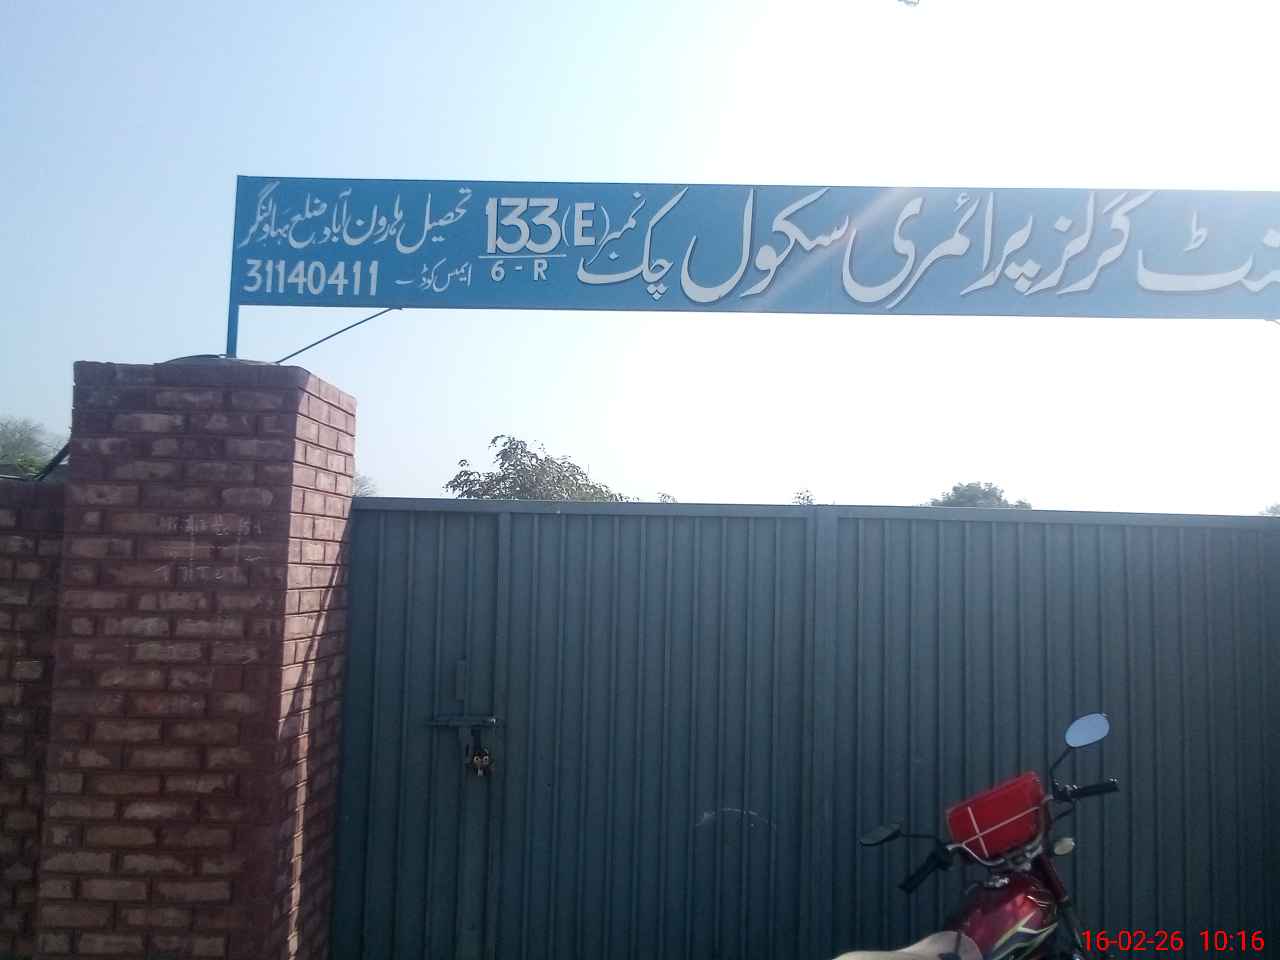 گرلز پرائمری سکول چک نمبر 133(E)
6-R
تحصیل ہارون آباد ضلع بہاولنگر
ایمس کوڈ – 31140411
16-02-26 10:16